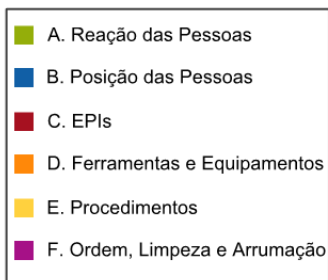 A. Reação das Pessoas
B. Posição das Pessoas
C. EPIs
D. Ferramentas e Equipamentos
E. Procedimentos
F. Ordem, Limpeza e Arrumação